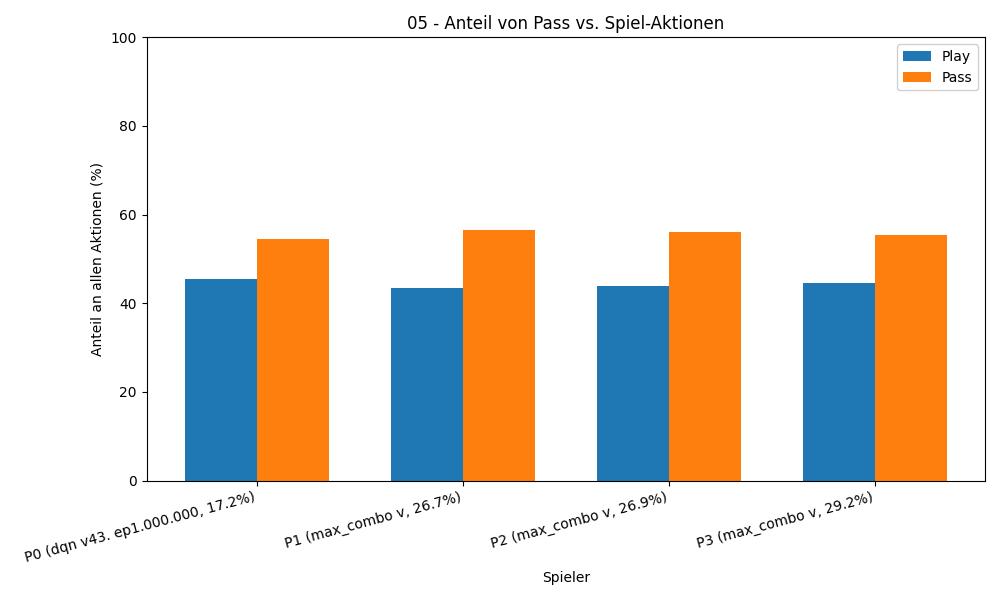 05 - Anteil von Pass vs. Spiel-Aktionen
Play
Pass
Anteil an allen Aktionen (%)
100
80
60
40
20
0
P0 (dqn v43. ep1.000.000, 17.2%)
P1 (max_combo v, 26.7%)
P2 (max_combo v, 26.9%)
P3 (max_combo v, 29.2%)
Spieler